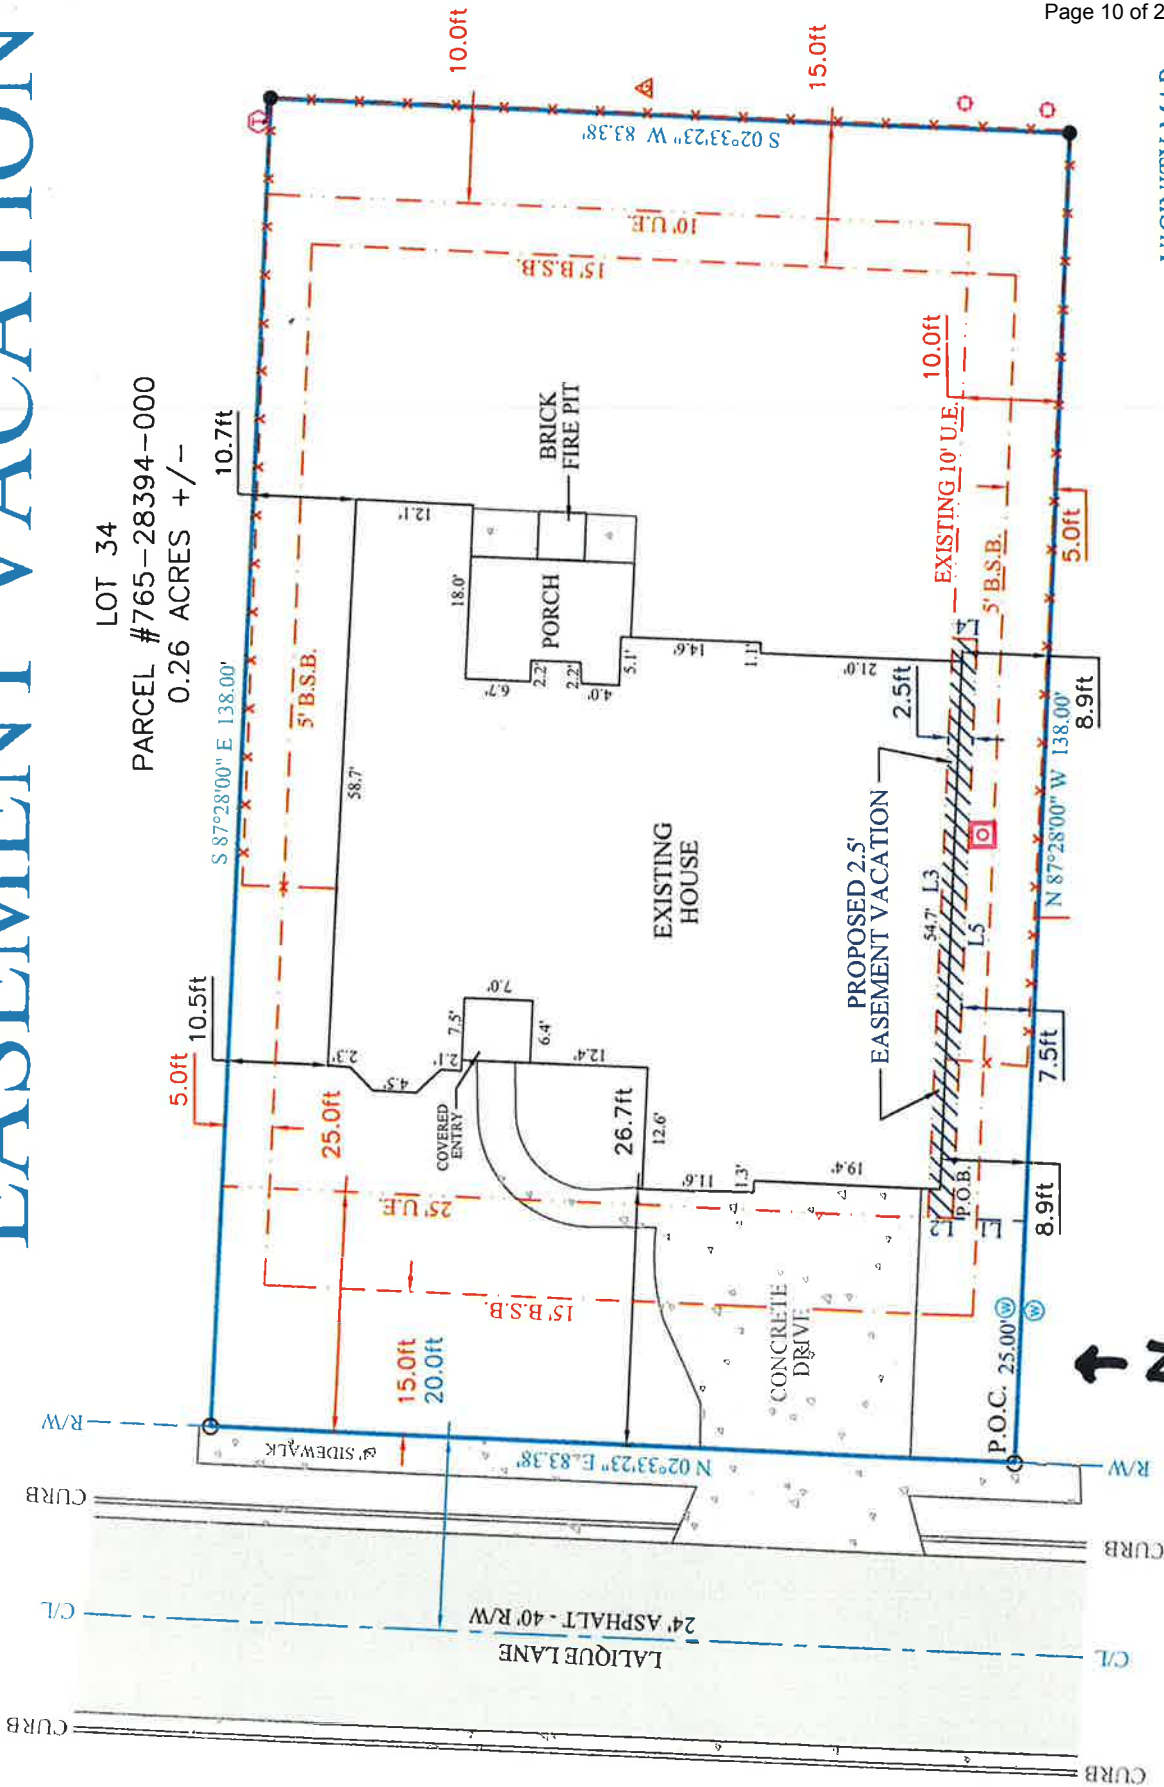 Page 10 of 2
EASEMENT VACATION
LOT 34
PARCEL #765-28394-000
0.26 ACRES +/-
S 87°28'00" E 138.00'
10.7ft
10.5ft
5.0ft
5' B.S.B.
25.0ft
15.0ft
20.0ft
25' U.E.
15' B.S.B.
R/W
4' SIDEWALK
N 02°33'23" E 83.38'
CURB
C/L
24' ASPHALT - 40' R/W
LALIQUE LANE
CURB
10.0ft
15.0ft
S 02°33'23" W 83.38'
10' U.E.
15' B.S.B.
BRICK
FIRE PIT
PORCH
12.1'
18.0'
6.7'
2.2'
2.2'
4.0'
5.1'
14.6'
1.1'
21.0'
58.7'
EXISTING
HOUSE
2.3'
4.5'
2.1'
7.5'
7.0'
6.4'
12.4'
COVERED
ENTRY
26.7ft
12.6'
11.6'
1.3'
19.4'
CONCRETE
DRIVE
PROPOSED 2.5'
EASEMENT VACATION
2.5ft
10.0ft
EXISTING 10' U.E.
5' B.S.B.
5.0ft
L4
54.7'
L3
L5
8.9ft
N 87°28'00" W 138.00'
7.5ft
P.O.B.
L2
L1
8.9ft
P.O.C.
25.00'
W
W
T
G
R/W
CURB
C/L
CURB
N
VICINITY MAP